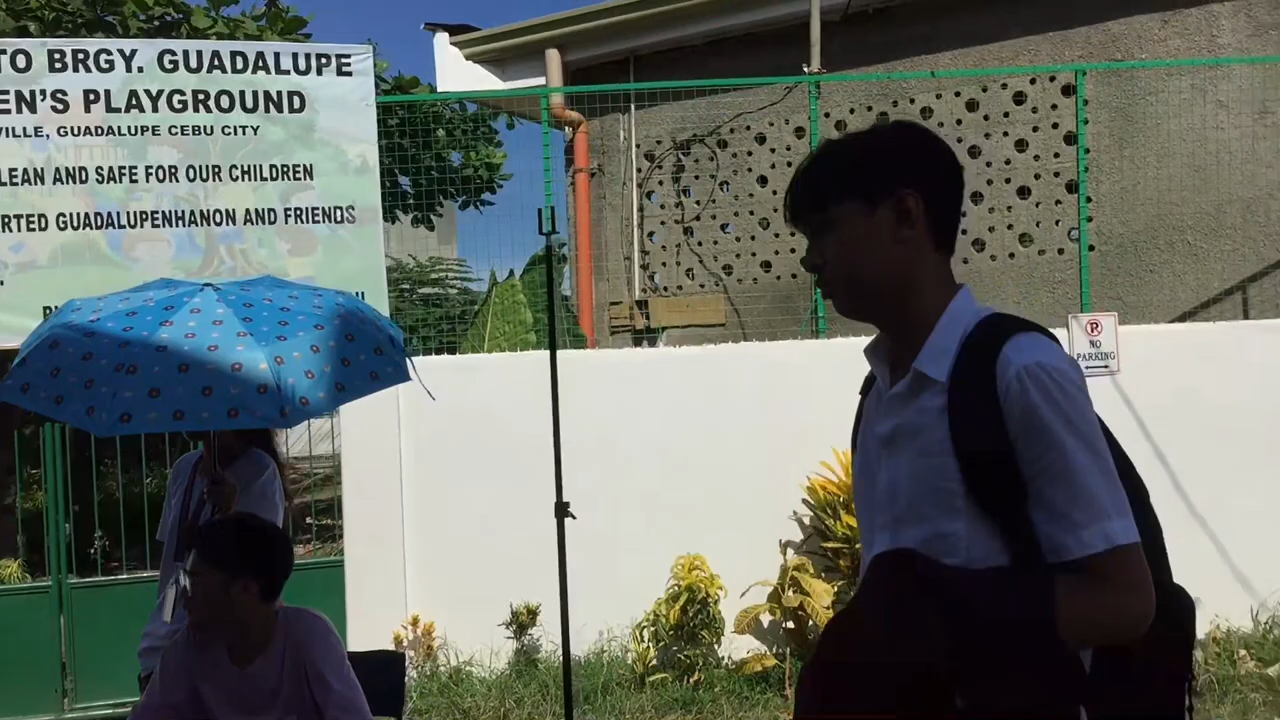 TO BRGY. GUADALUPE
EN'S PLAYGROUND
VILLE, GUADALUPE CEBU CITY
LEAN AND SAFE FOR OUR CHILDREN
RTED GUADALUPENHANON AND FRIENDS
NO
PARKING